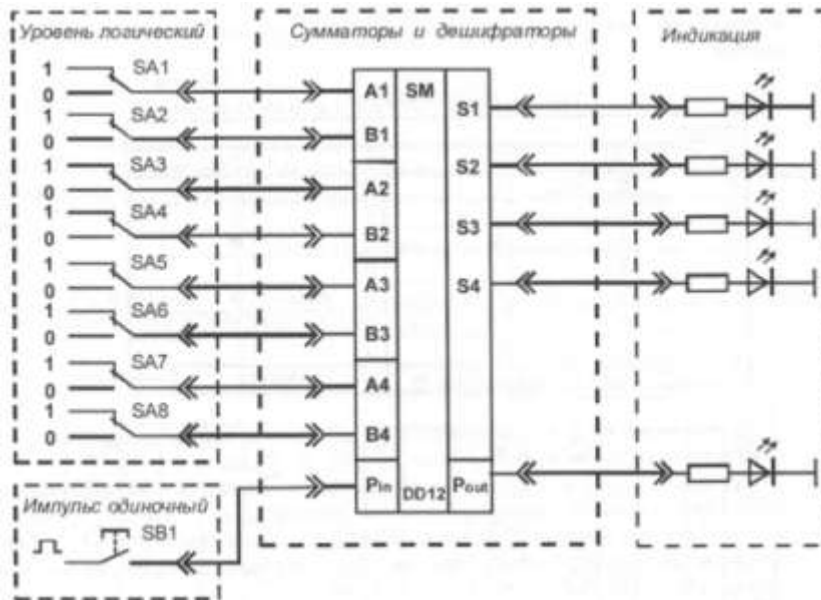 Уровень логический
Сумматоры и дешифраторы
Индикация
1 SA1
0
A1 SM
S1
1 SA2
0
B1
1 SA3
0
A2
S2
1 SA4
0
B2
S3
1 SA5
0
A3
S4
1 SA6
0
B3
1 SA7
0
A4
1 SA8
0
B4
Pin DD12 Pout
Импульс одиночный
SB1